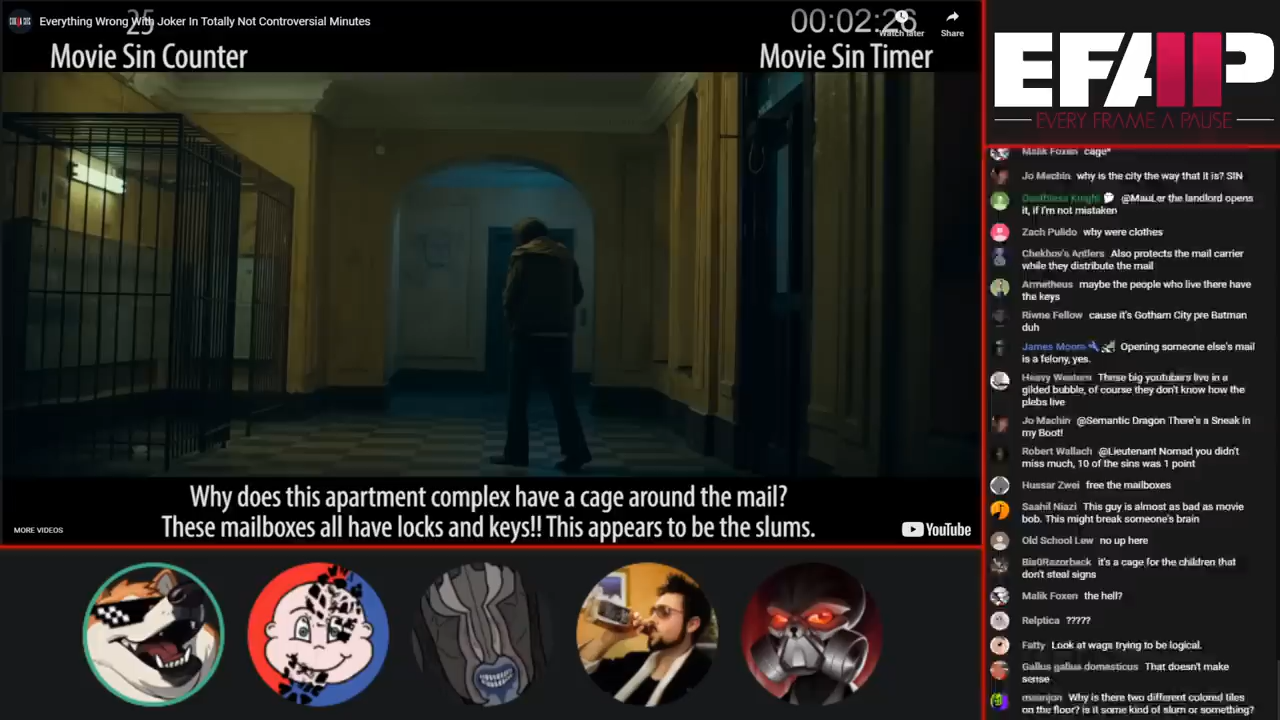 Everything Wrong With Joker In Totally Not Controversial Minutes
25
Movie Sin Counter
00:02:26
Watch later
Share
Movie Sin Timer
Why does this apartment complex have a cage around the mail?
These mailboxes all have locks and keys!! This appears to be the slums.
MORE VIDEOS
YouTube
EFAP
EVERY FRAME A PAUSE
Malik Foxen cage*
Jo Machin why is the city the way that it is? SIN
Deathless Knight @MauLer the landlord opens
it, if i'm not mistaken
Zach Pulido why were clothes
Chekhov's Antlers Also protects the mail carrier
while they distribute the mail
Armetheus maybe the people who live there have
the keys
Riwne Fellow cause it's Gotham City pre Batman
duh
James Moom Opening someone else's mail
is a felony, yes.
Heavy Western These big youtubers live in a
gilded bubble, of course they don't know how the
plebs live
Jo Machin @Semantic Dragon There's a Sneak in
my Boot!
Robert Wallach @Lieutenant Nomad you didn't
miss much, 10 of the sins was 1 point
Hussar Zwei free the mailboxes
Saahil Niazi This guy is almost as bad as movie
bob. This might break someone's brain
Old School Lew no up here
Bis0Razorback it's a cage for the children that
don't steal signs
Malik Foxen the hell?
Relptica ?????
Fatty Look at wags trying to be logical.
Gallus gallus domasticus That doesn't make
sense
Why is there two different colored tiles
on the floor? is it some kind of slum or something?